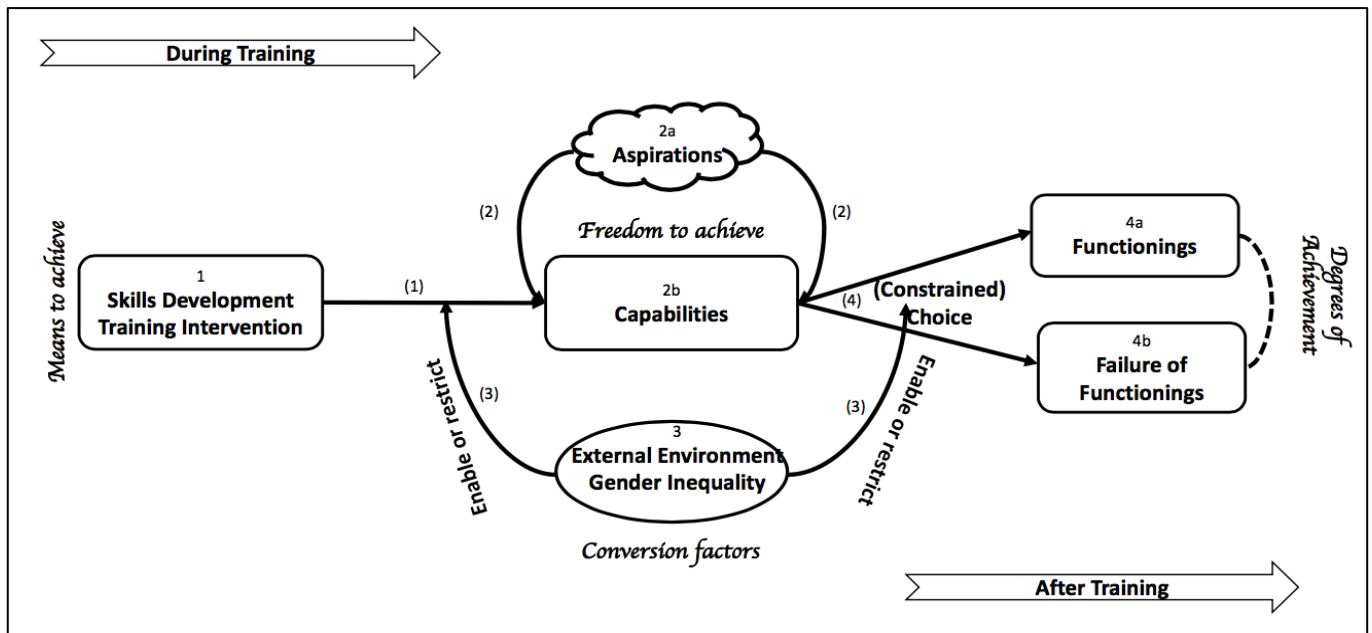 During Training
2a
Aspirations
(2)
(2)
Freedom to achieve
Means to achieve
1
Skills Development
Training Intervention
(1)
2b
Capabilities
(4)
(Constrained)
Choice
4a
Functionings
4b
Failure of
Functionings
Degrees of
Achievement
Enable or restrict
(3)
3
External Environment
Gender Inequality
(3)
Enable or restrict
Conversion factors
After Training